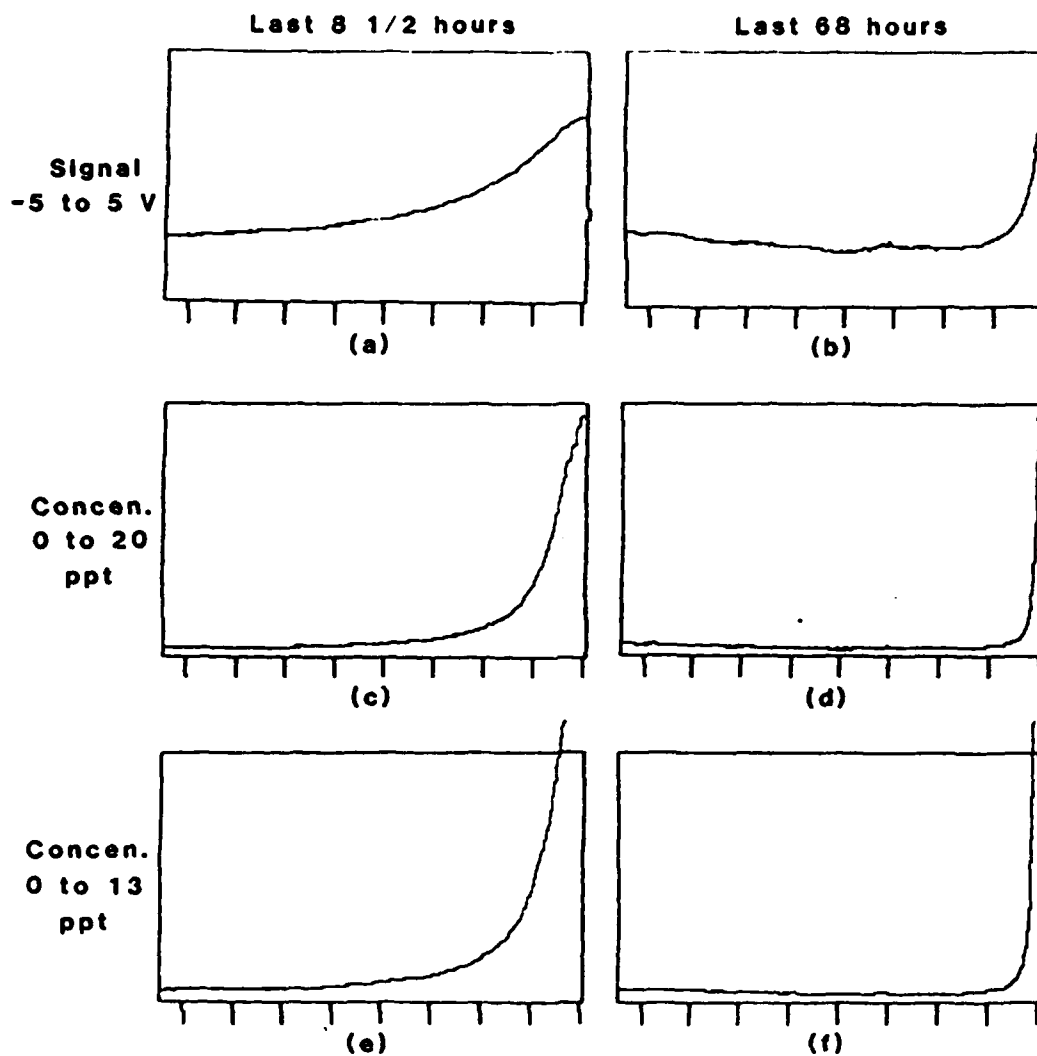 Last 8 1/2 hours
Last 68 hours
Signal
-5 to 5 V
(a)
(b)
Concen.
0 to 20
ppt
(c)
(d)
Concen.
0 to 13
ppt
(e)
(f)